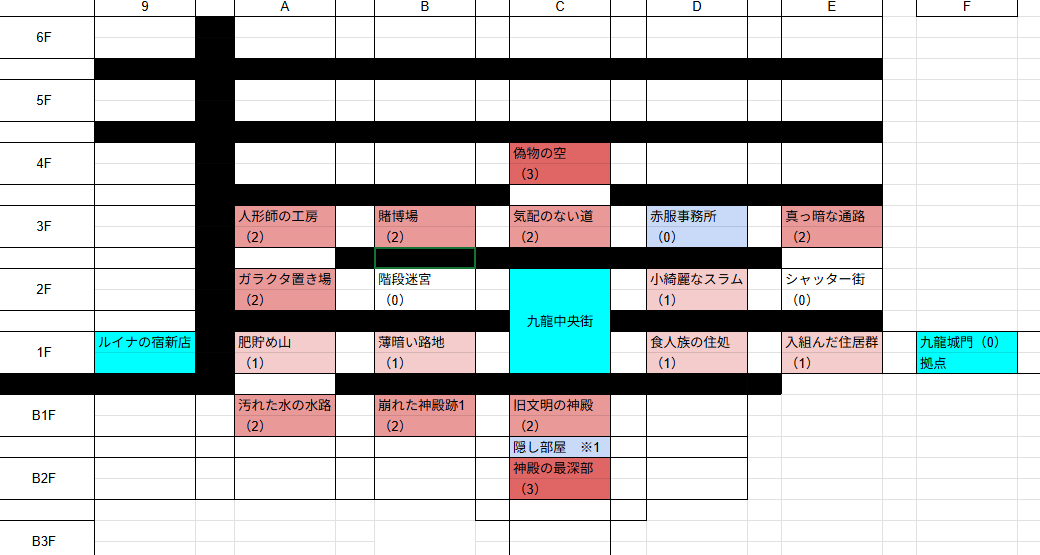 9 A B C D E F
6F
5F
4F
偽物の空
（3）
3F
人形師の工房 賭博場 気配のない道 赤服事務所 真っ暗な通路
（2） （2） （2） （0） （2）
2F
ガラクタ置き場 階段迷宮 小綺麗なスラム シャッター街
（2） （0） （1） （0）
九龍中央街
1F
ルイナの宿新店 肥貯め山 薄暗い路地 食人族の住処 入組んだ住居群 九龍城門（0）
（1） （1） （1） （1） 拠点
B1F
汚れた水の水路 崩れた神殿跡1 旧文明の神殿
（2） （2） （2）
隠し部屋　※1
B2F
神殿の最深部
（3）
B3F